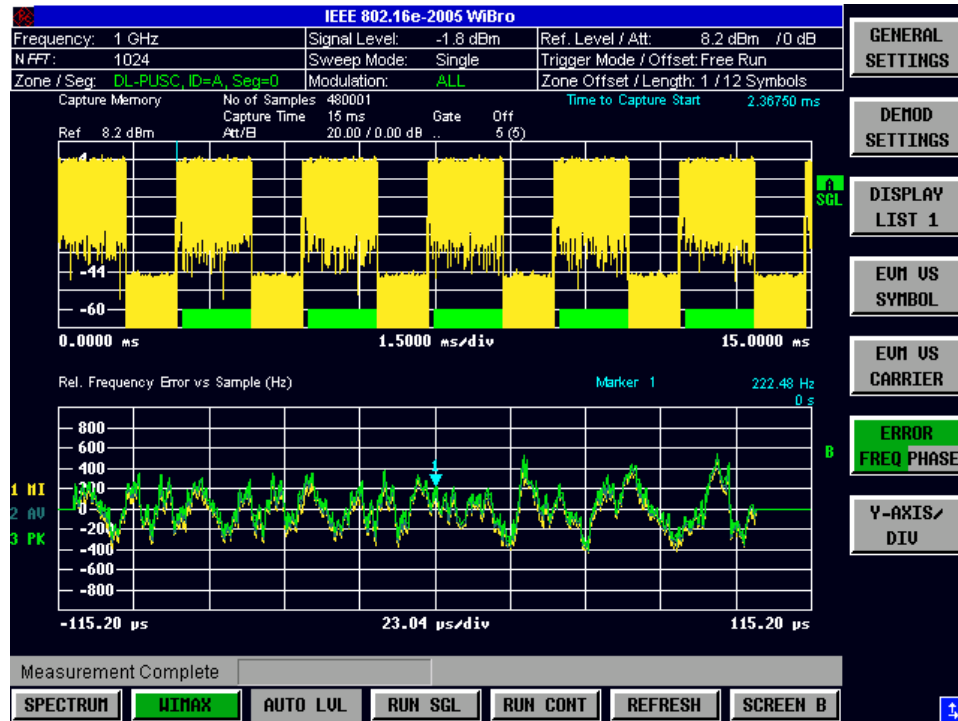 IEEE 802.16e-2005 WiBro
Frequency: 1 GHz Signal Level: -1.8 dBm Ref. Level / Att: 8.2 dBm /0 dB
NFFT: 1024 Sweep Mode: Single Trigger Mode / Offset: Free Run
Zone / Seg: DL-PUSC, ID=A, Seg=0 Modulation: ALL Zone Offset / Length: 1 / 12 Symbols
Capture Memory No of Samples 480001 Time to Capture Start 2.36750 ms
Capture Time 15 ms Gate Off
Ref 8.2 dBm Att/El 20.00 / 0.00 dB .. 5 (5)
4
-44
-60
0.0000 ms 1.5000 ms/div 15.0000 ms
A
SGL
Rel. Frequency Error vs Sample (Hz) Marker 1 222.48 Hz
0 s
800
600
400
200
0
-200
-400
-600
-800
1
1 MI
2 AV
3 PK
B
-115.20 µs 23.04 µs/div 115.20 µs
Measurement Complete
SPECTRUM WIMAX AUTO LVL RUN SGL RUN CONT REFRESH SCREEN B
GENERAL
SETTINGS
DEMOD
SETTINGS
DISPLAY
LIST 1
EVM VS
SYMBOL
EVM VS
CARRIER
ERROR
FREQ PHASE
Y-AXIS/
DIV